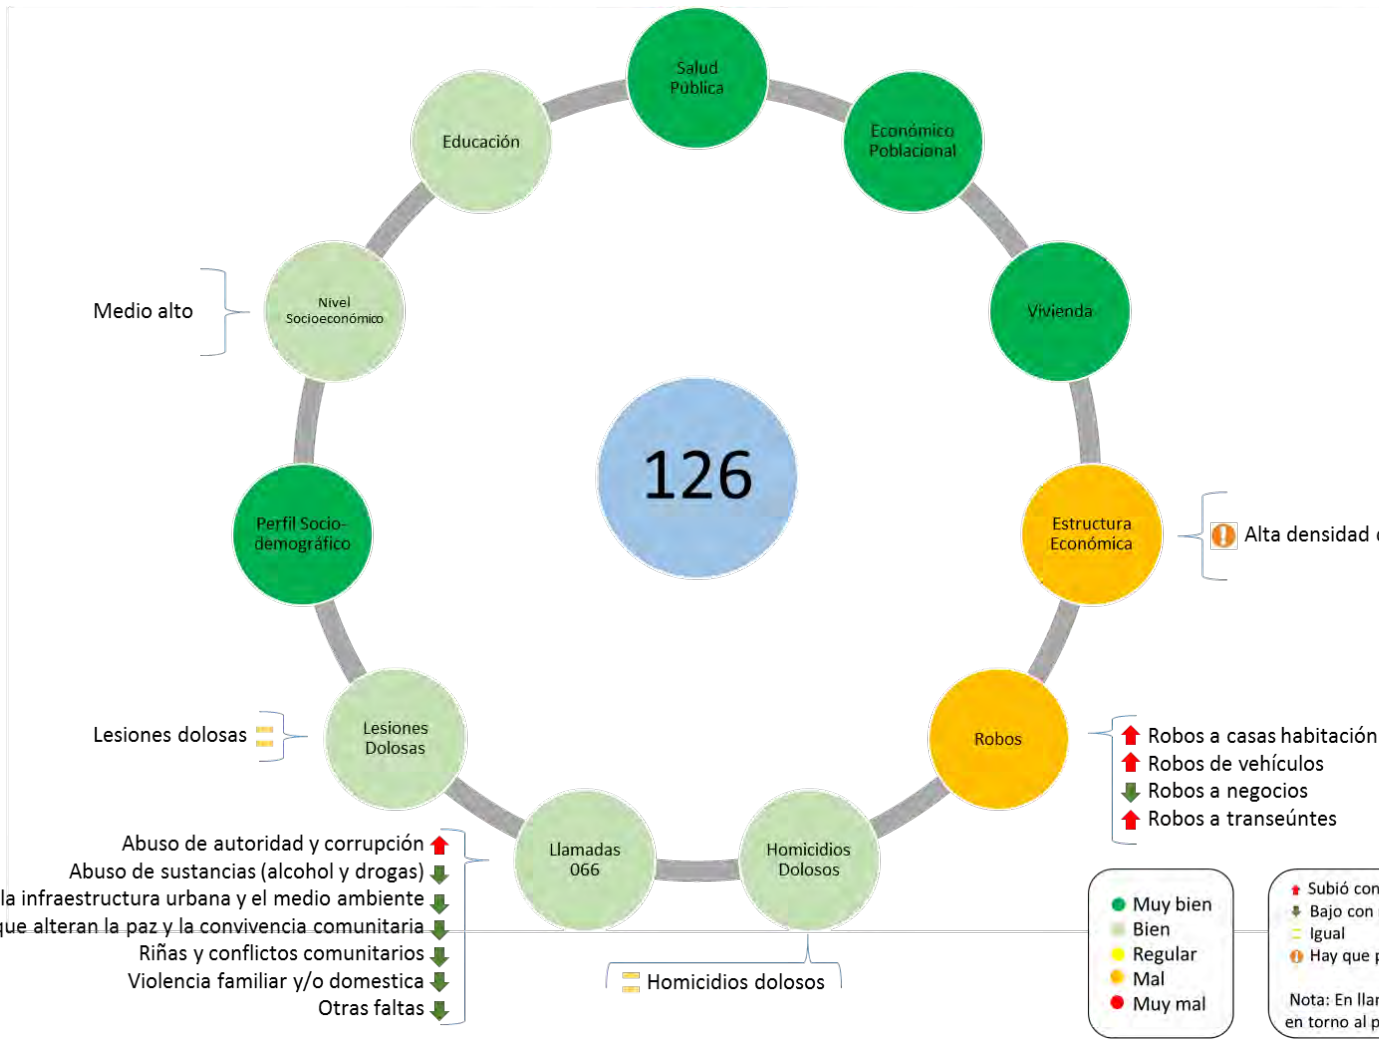 Salud
Pública
Económico
Poblacional
Educación
Vivienda
Nivel
Socioeconómico
Medio alto
126
Perfil Socio-
demográfico
Estructura
Económica
Alta densidad
Lesiones
Dolosas
Lesiones dolosas
Robos
Robos a casas habitación
Robos de vehículos
Robos a negocios
Robos a transeúntes
Llamadas
066
Homicidios
Dolosos
Abuso de autoridad y corrupción
Abuso de sustancias (alcohol y drogas)
la infraestructura urbana y el medio ambiente
que alteran la paz y la convivencia comunitaria
Riñas y conflictos comunitarios
Violencia familiar y/o domestica
Otras faltas
Homicidios dolosos
Muy bien
Bien
Regular
Mal
Muy mal
Subió con
Bajo con
Igual
Hay que
Nota: En
en torno al